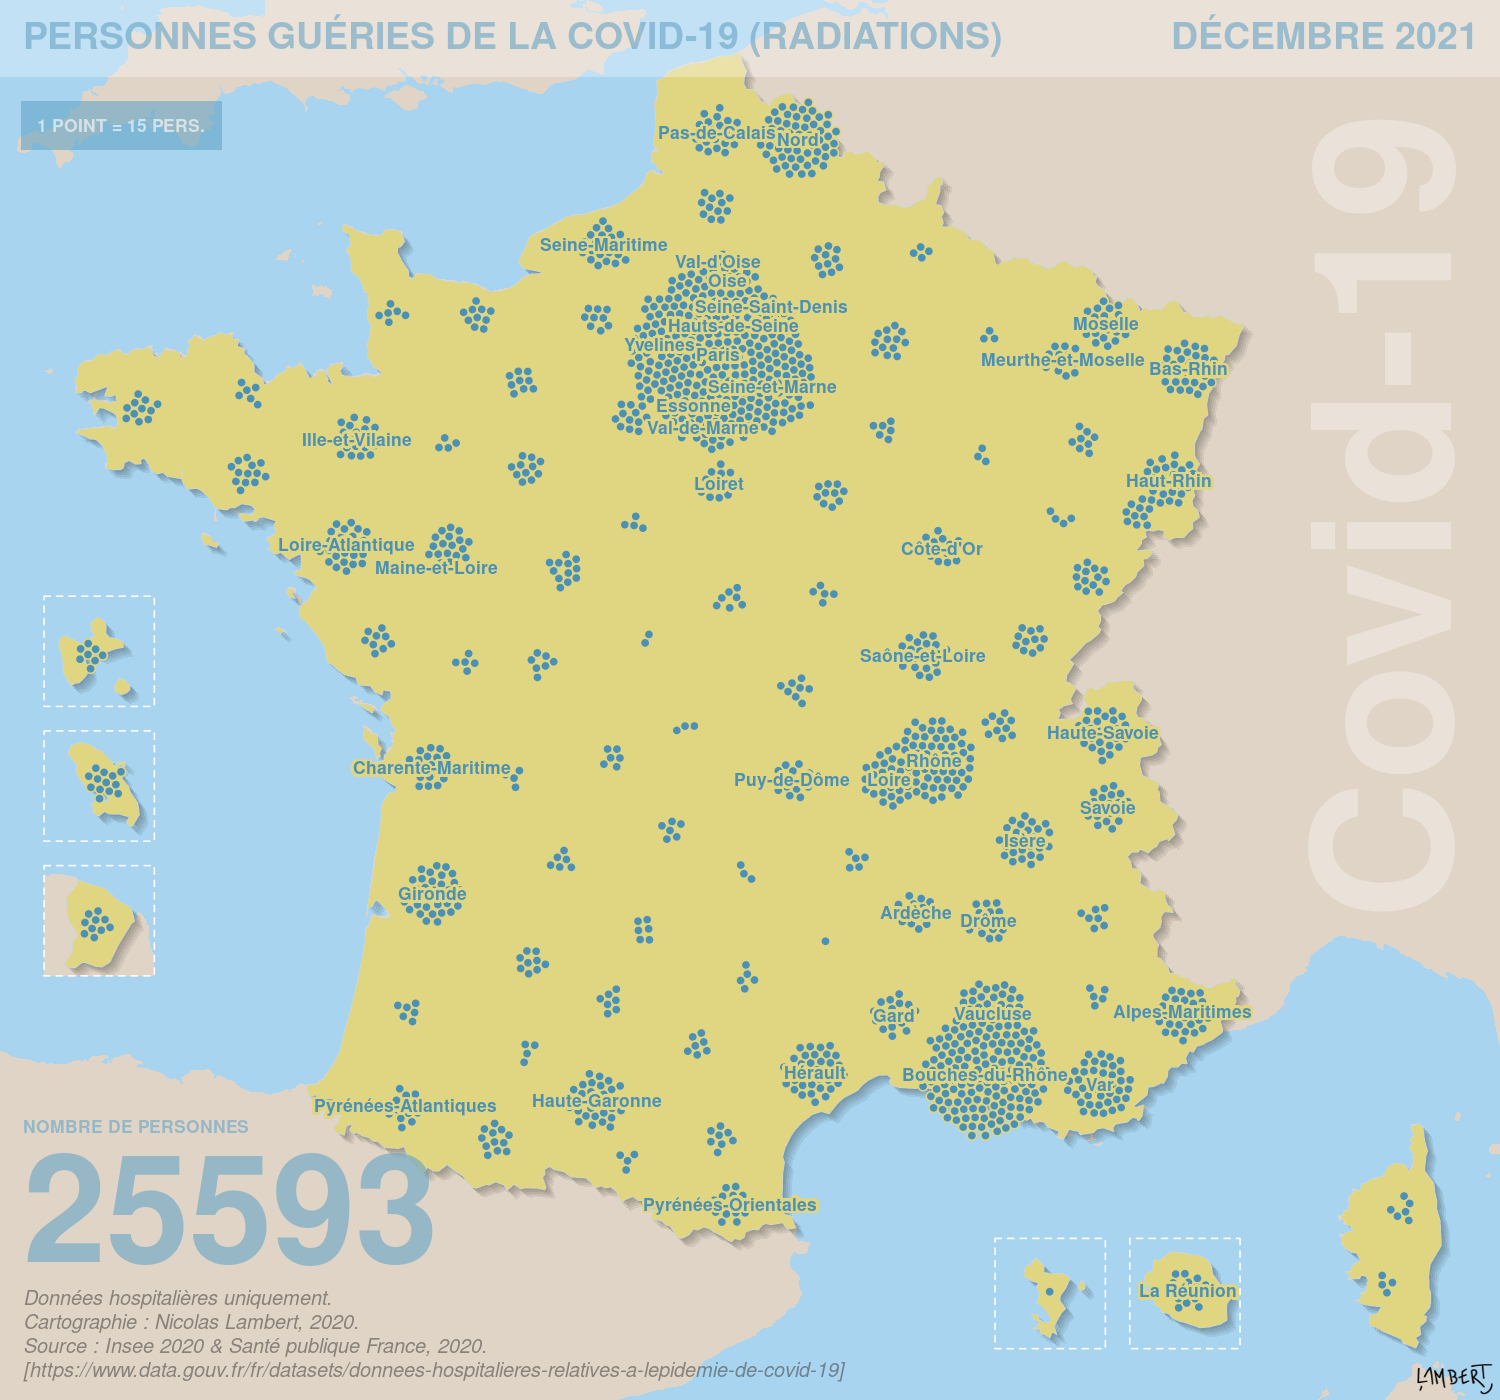 PERSONNES GUÉRIES DE LA COVID-19 (RADIATIONS)
DÉCEMBRE 2021
1 POINT = 15 PERS.
Covid-19
Pas-de-Calais
Nord
Seine-Maritime
Val-d'Oise
Oise
Seine-Saint-Denis
Hauts-de-Seine
Yvelines
Paris
Seine-et-Marne
Essonne
Val-de-Marne
Moselle
Meurthe-et-Moselle
Bas-Rhin
Ille-et-Vilaine
Loiret
Haut-Rhin
Loire-Atlantique
Maine-et-Loire
Côte-d'Or
Saône-et-Loire
Haute-Savoie
Charente-Maritime
Puy-de-Dôme
Loire
Rhône
Savoie
Isère
Gironde
Ardèche
Drôme
Gard
Vaucluse
Alpes-Maritimes
Hérault
Bouches-du-Rhône
Var
Pyrénées-Atlantiques
Haute-Garonne
Pyrénées-Orientales
La Réunion
NOMBRE DE PERSONNES
25593
Données hospitalières uniquement.
Cartographie : Nicolas Lambert, 2020.
Source : Insee 2020 & Santé publique France, 2020.
[https://www.data.gouv.fr/fr/datasets/donnees-hospitalieres-relatives-a-lepidemie-de-covid-19]
LAMBERT